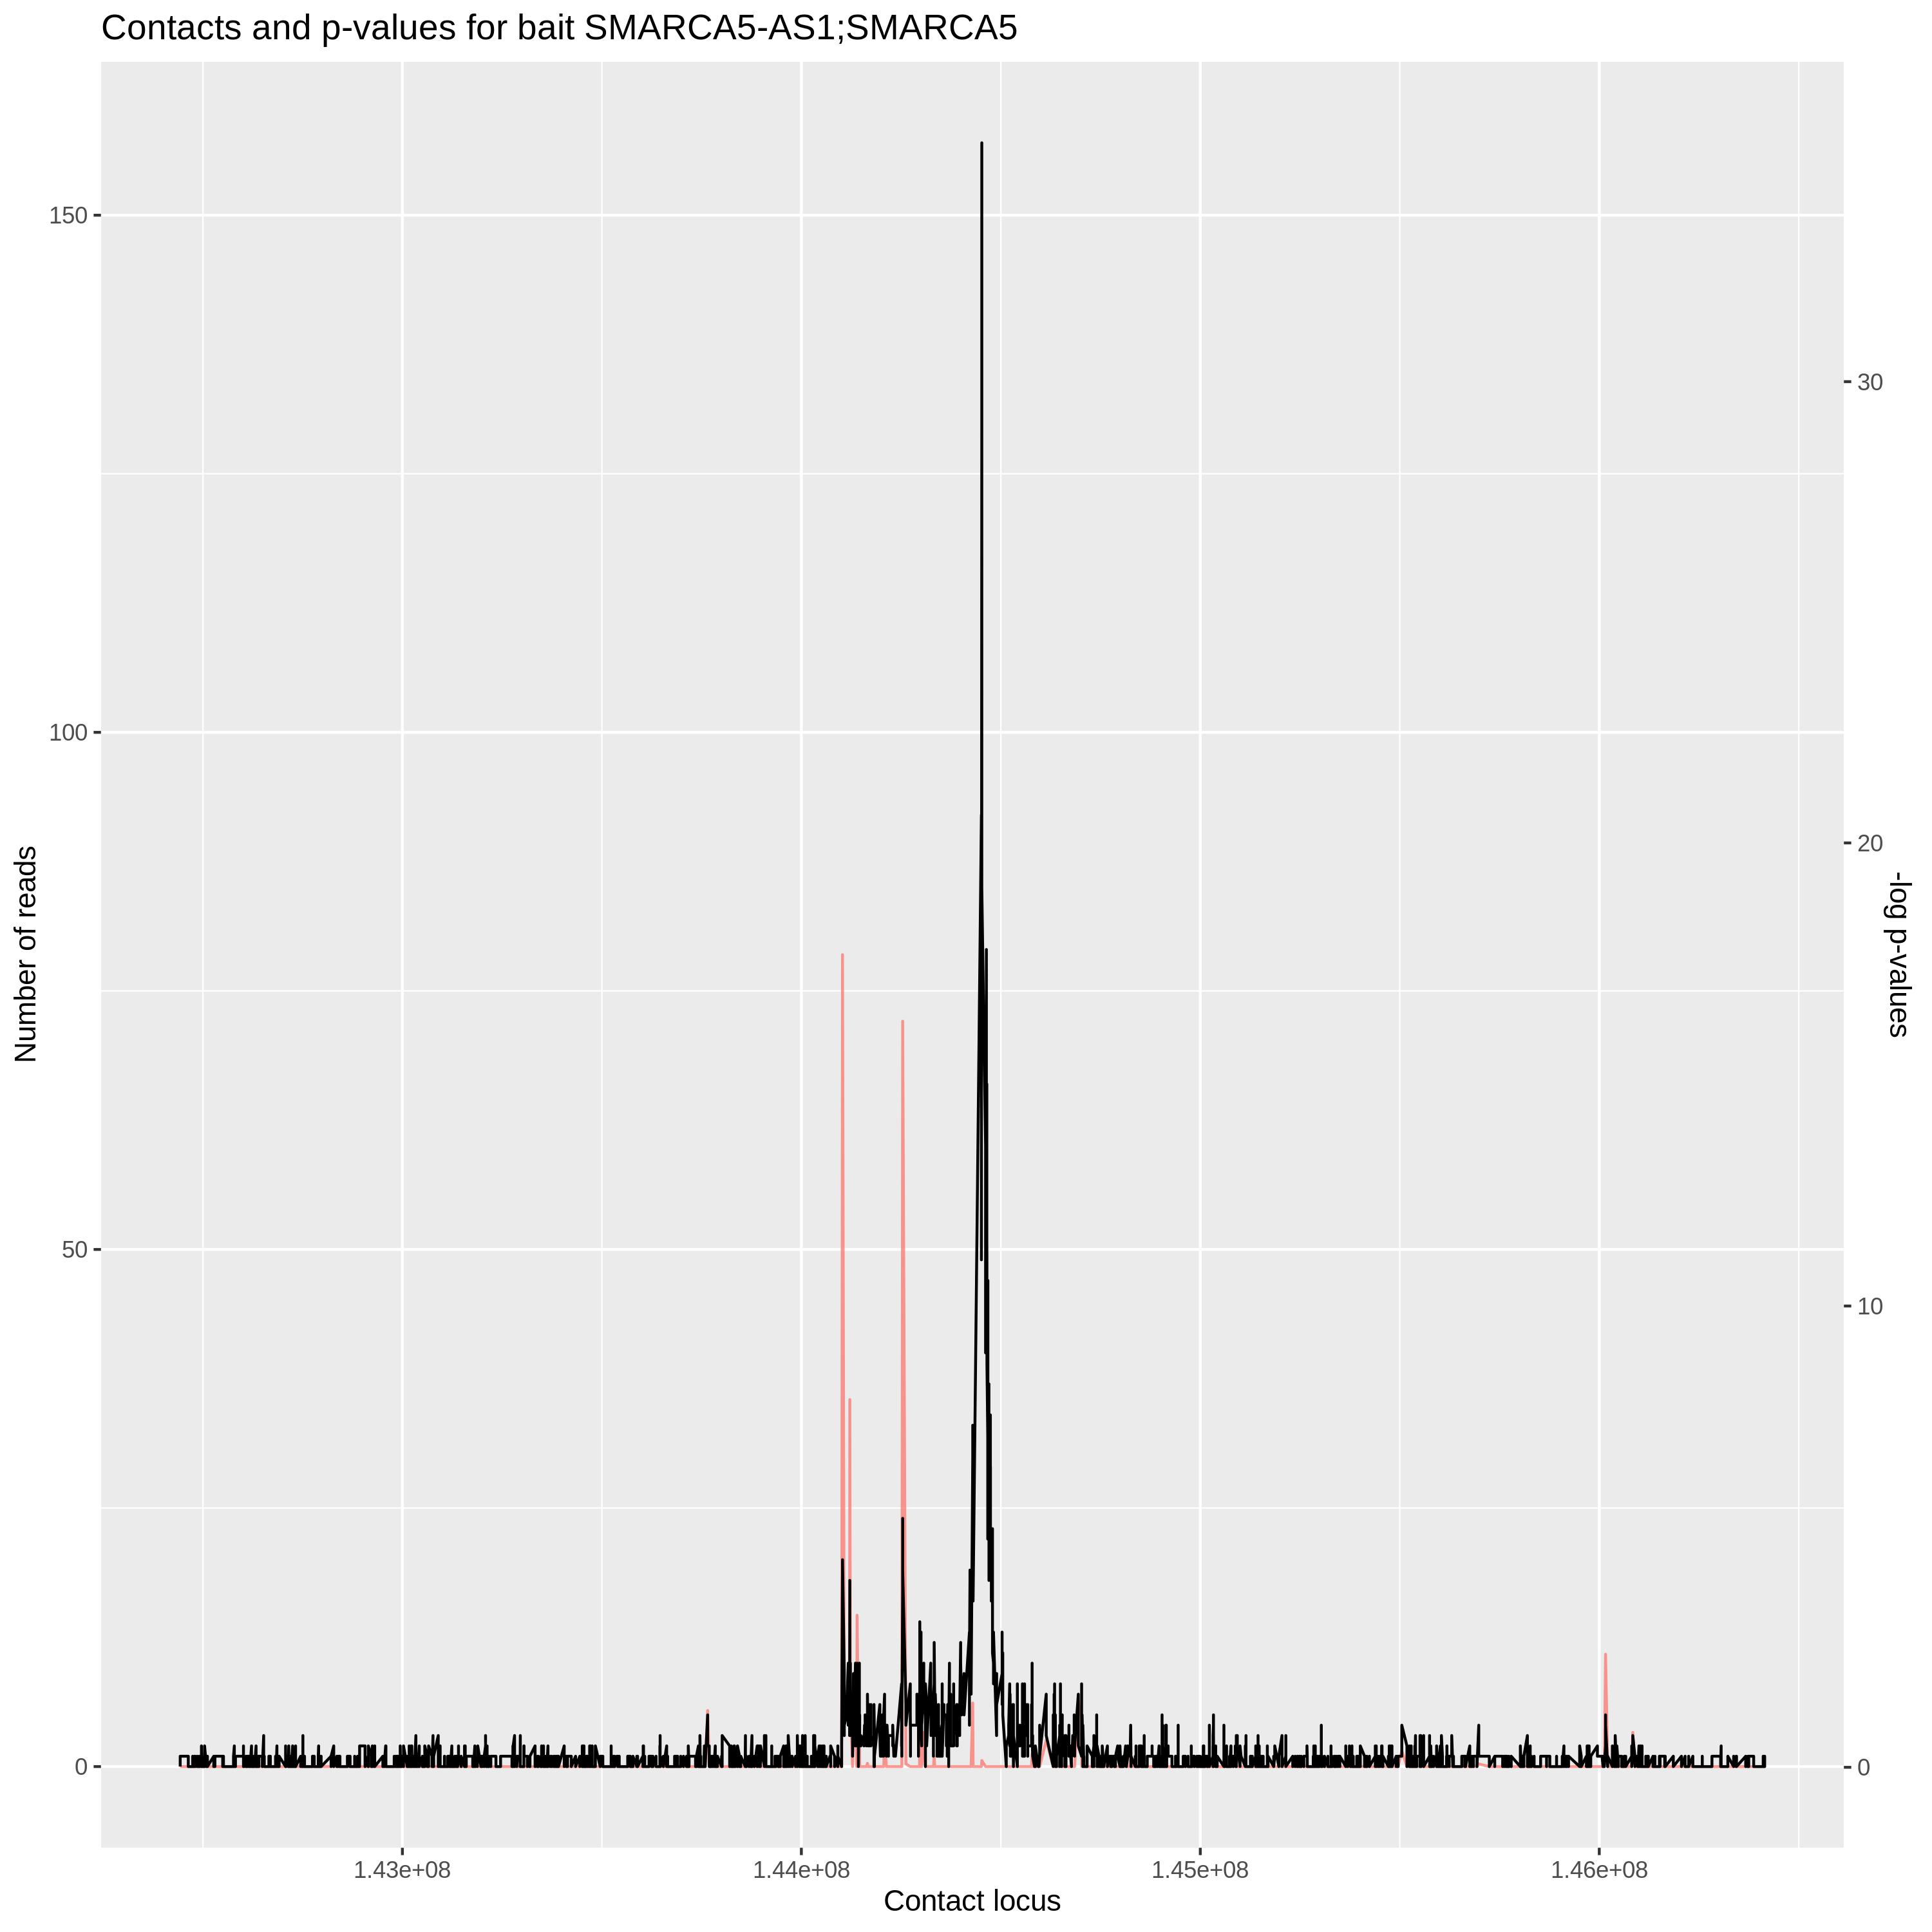 Contacts and p-values for bait SMARCA5-AS1;SMARCA5
150
100
50
0
Number of reads
30
20
10
0
-log p-values
1.43e+08
1.44e+08
1.45e+08
1.46e+08
Contact locus